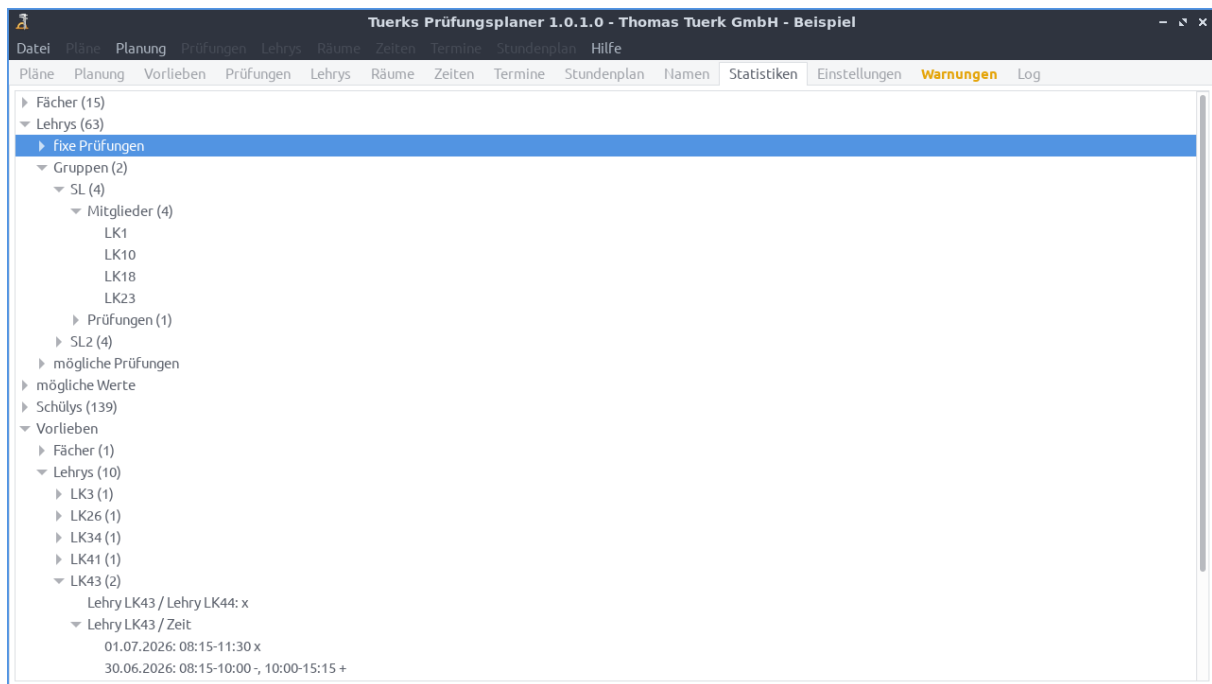 Tuerks Prüfungsplaner 1.0.1.0 - Thomas Tuerk GmbH - Beispiel
Datei Pläne Planung Prüfungen Lehrys Räume Zeiten Termine Stundenplan Hilfe
Pläne Planung Vorlieben Prüfungen Lehrys Räume Zeiten Termine Stundenplan Namen Statistiken Einstellungen Warnungen Log
Fächer (15)
Lehrys (63)
fixe Prüfungen
Gruppen (2)
SL (4)
Mitglieder (4)
LK1
LK10
LK18
LK23
Prüfungen (1)
SL2 (4)
mögliche Prüfungen
mögliche Werte
Schülys (139)
Vorlieben
Fächer (1)
Lehrys (10)
LK3 (1)
LK26 (1)
LK34 (1)
LK41 (1)
LK43 (2)
Lehry LK43 / Lehry LK44: x
Lehry LK43 / Zeit
01.07.2026: 08:15-11:30 x
30.06.2026: 08:15-10:00 -, 10:00-15:15 +